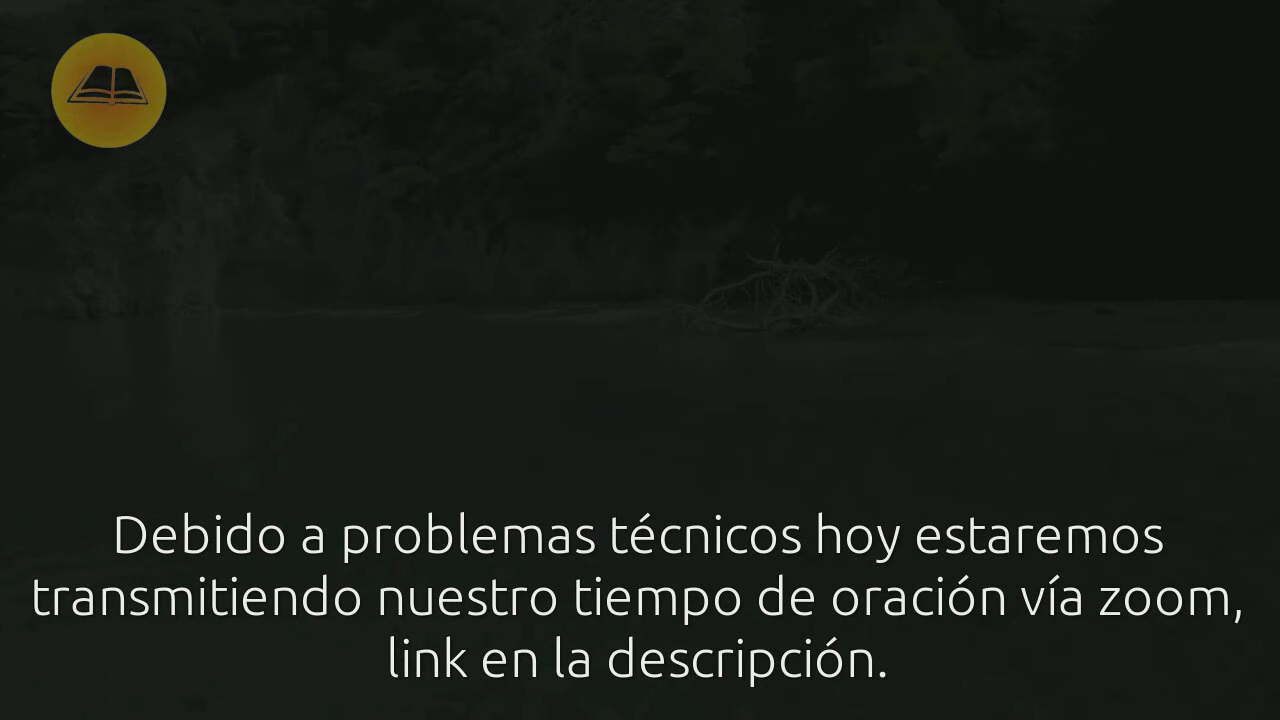 Debido a problemas técnicos hoy estaremos
transmitiendo nuestro tiempo de oración vía zoom,
link en la descripción.